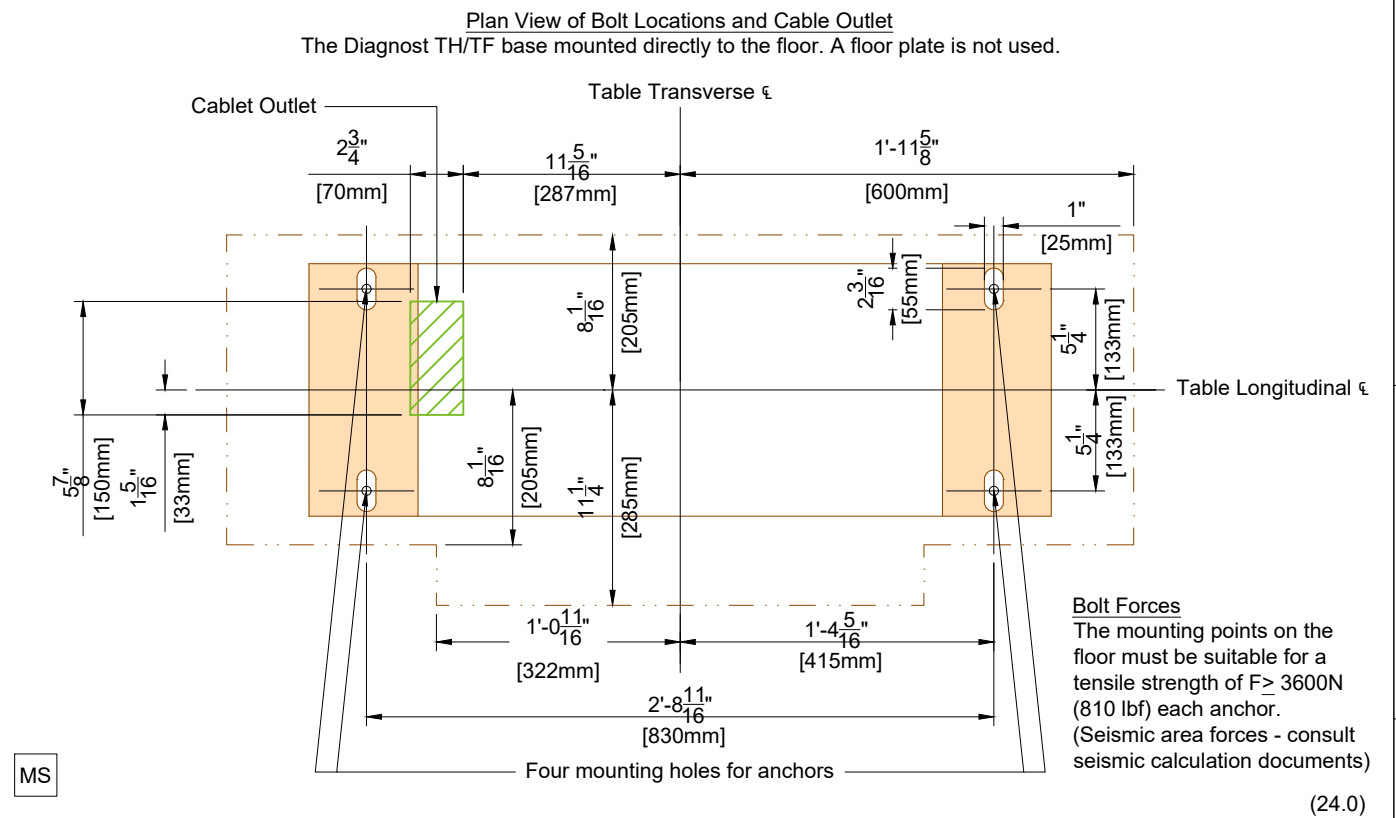 Plan View of Bolt Locations and Cable Outlet
The Diagnost TH/TF base mounted directly to the floor. A floor plate is not used.
Table Transverse ℄
Cablet Outlet
2 3/4"
[70mm]
11 5/16"
[287mm]
1'-11 5/8"
[600mm]
1"
[25mm]
2 3/16"
[55mm]
8 1/16"
[205mm]
5 1/4"
[133mm]
Table Longitudinal ℄
5 7/8"
[150mm]
1 5/16"
[33mm]
8 1/16"
[205mm]
11 1/4"
[285mm]
5 1/4"
[133mm]
1'-0 11/16"
[322mm]
1'-4 5/16"
[415mm]
2'-8 11/16"
[830mm]
Four mounting holes for anchors
Bolt Forces
The mounting points on the
floor must be suitable for a
tensile strength of F≥ 3600N
(810 lbf) each anchor.
(Seismic area forces - consult
seismic calculation documents)
MS
(24.0)